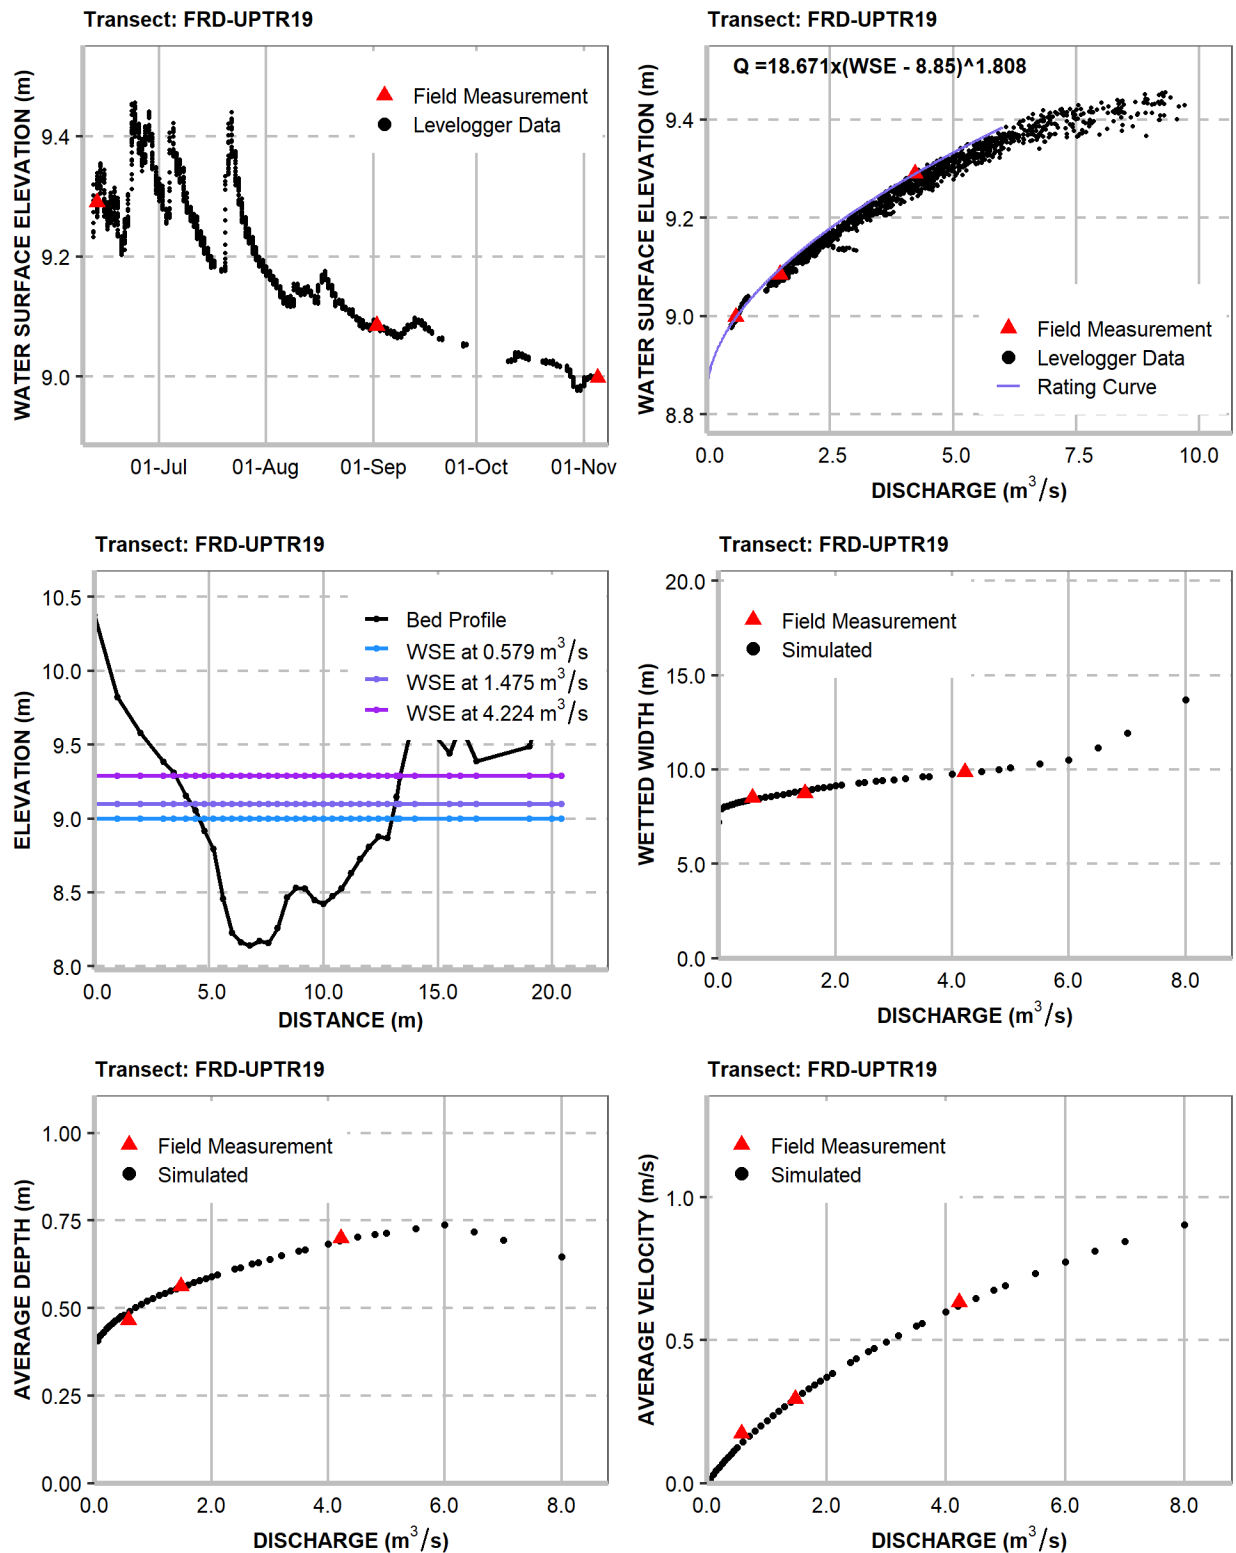 Transect: FRD-UPTR19
WATER SURFACE ELEVATION (m)
9.4
9.2
9.0
Field Measurement
Levelogger Data
01-Jul 01-Aug 01-Sep 01-Oct 01-Nov
Transect: FRD-UPTR19
Q =18.671x(WSE - 8.85)^1.808
WATER SURFACE ELEVATION (m)
9.4
9.2
9.0
8.8
Field Measurement
Levelogger Data
Rating Curve
0.0 2.5 5.0 7.5 10.0
DISCHARGE (m³/s)
Transect: FRD-UPTR19
ELEVATION (m)
10.5
10.0
9.5
9.0
8.5
8.0
Bed Profile
WSE at 0.579 m³/s
WSE at 1.475 m³/s
WSE at 4.224 m³/s
0.0 5.0 10.0 15.0 20.0
DISTANCE (m)
Transect: FRD-UPTR19
WETTED WIDTH (m)
20.0
15.0
10.0
5.0
0.0
Field Measurement
Simulated
0.0 2.0 4.0 6.0 8.0
DISCHARGE (m³/s)
Transect: FRD-UPTR19
AVERAGE DEPTH (m)
1.00
0.75
0.50
0.25
0.00
Field Measurement
Simulated
0.0 2.0 4.0 6.0 8.0
DISCHARGE (m³/s)
Transect: FRD-UPTR19
AVERAGE VELOCITY (m/s)
1.0
0.5
0.0
Field Measurement
Simulated
0.0 2.0 4.0 6.0 8.0
DISCHARGE (m³/s)